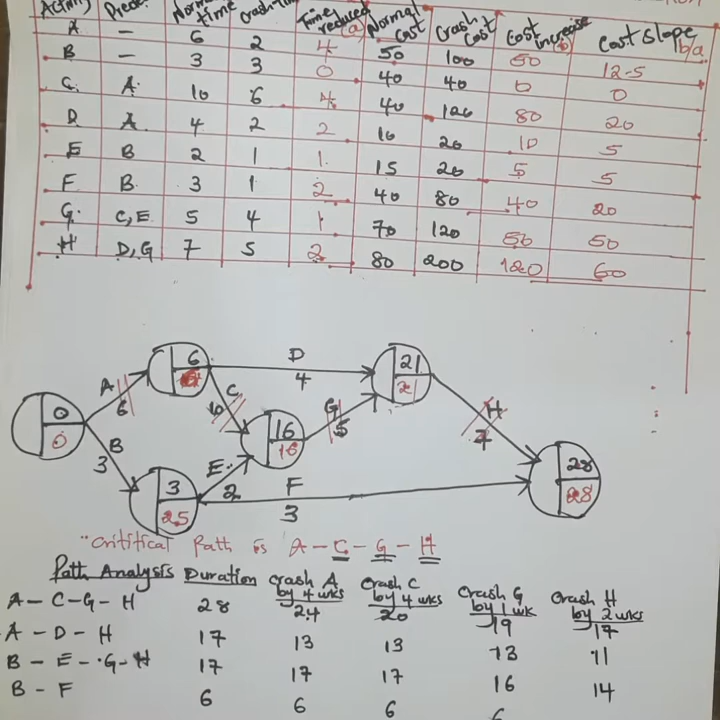 Activity Normal time Crash Time reduced (a) Normal cost Crash cost Cost increase (b) Cost slope b/a
A — 6 2 4 50 100 50 12-5
B — 3 3 0 40 40 0 0
C. A. 10 6 4 40 120 80 20
D A 4 2 2 10 20 10 5
E B 2 1 1. 15 20 5 5
F B. 3 1 2 40 80 40 20
G. C, E. 5 4 1 70 120 50 50
H D, G 7 5 2 80 200 120 60
D
6 21
4 21
A C G H
6 10 5 7
0 16
0 16
B E. 28
3 2 28
3 F
25 3
"Crititical Path is A – C – G – H
Path Analysis Duration Crash A by 4 wks Crash C by 4 wks Crash G by 1 wk Crash H by 2 wks
A – C – G – H 28 24 20 19 17
A – D – H 17 13 13 13 11
B – E – G – H 17 17 17 16 14
B – F 6 6 6 6